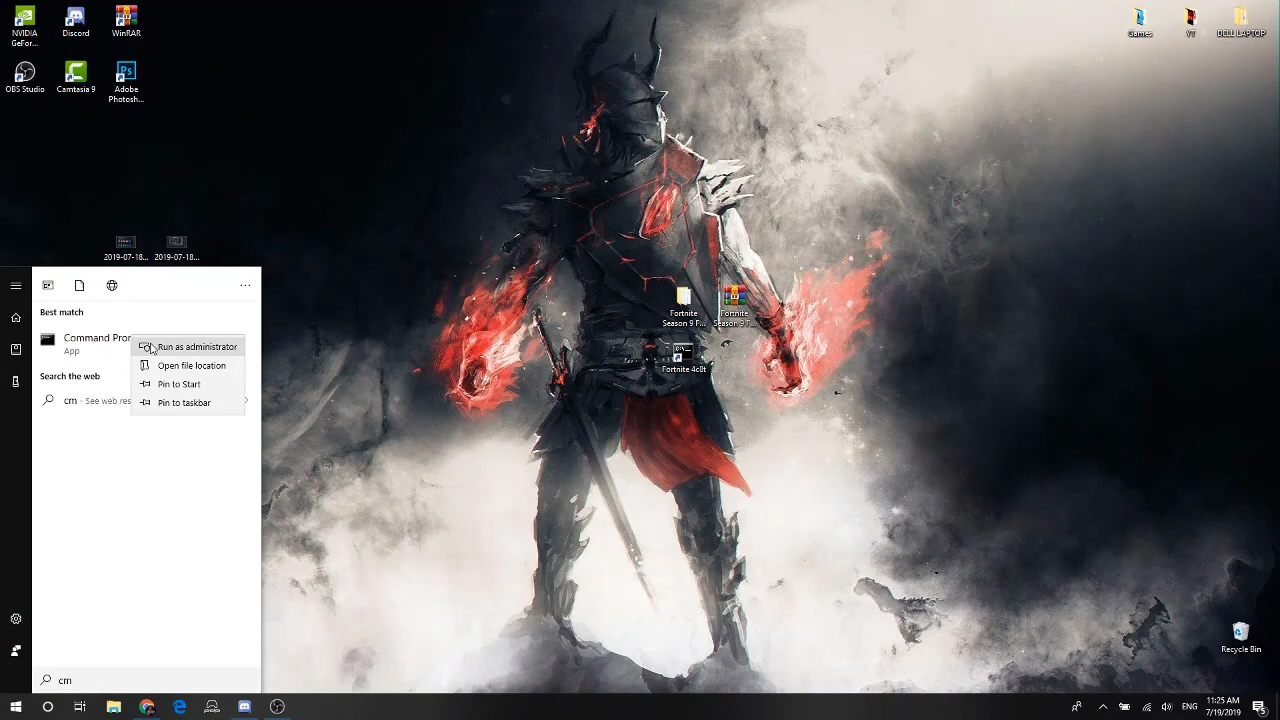 NVIDIA
GeFor...
Discord
WinRAR
OBS Studio
Camtasia 9
Adobe
Photosh...
Games
YT
DELL LAPTOP
2019-07-18...
2019-07-18...
Best match
Command Pro
App
Run as administrator
Open file location
Pin to Start
Pin to taskbar
Search the web
cm - See web res
Fortnite
Season 9 F...
Fortnite
Season 9 F...
Fortnite 4c8t
Recycle Bin
cm
ENG
11:25 AM
7/19/2019